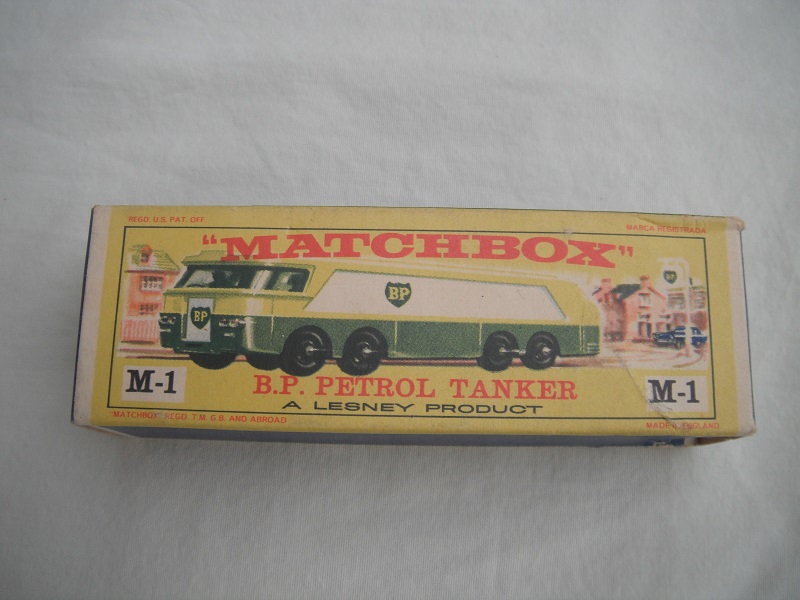 REGD. U.S. PAT. OFF.
MARCA REGISTRADA
"MATCHBOX"
BP
BP
BP
M-1
B.P. PETROL TANKER
M-1
A LESNEY PRODUCT
MATCHBOX REGD. T.M. G.B. AND ABROAD
MADE IN ENGLAND